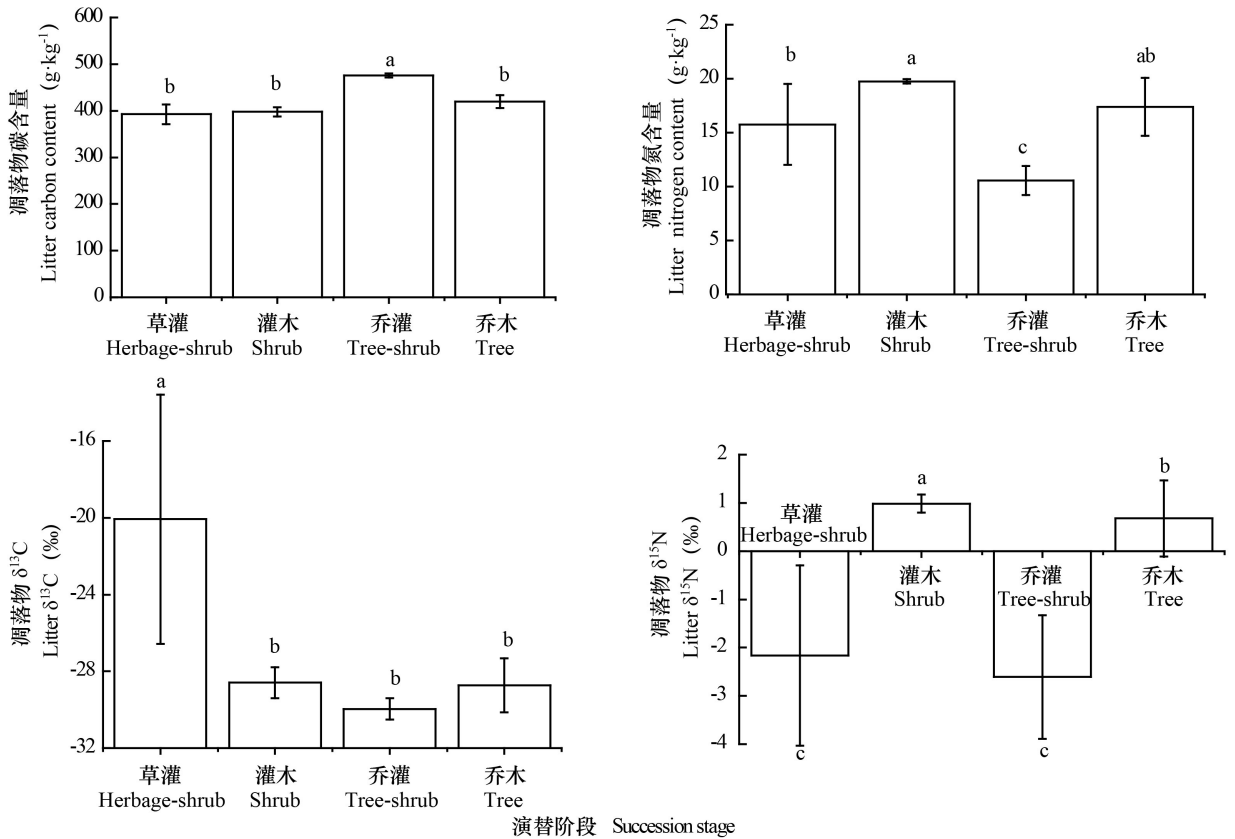 凋落物碳含量
Litter carbon content (g·kg⁻¹)
600
500
400
300
200
100
0
b
b
a
b
草灌
灌木
乔灌
乔木
Herbage-shrub
Shrub
Tree-shrub
Tree
凋落物氮含量
Litter nitrogen content (g·kg⁻¹)
25
20
15
10
5
0
b
a
c
ab
草灌
灌木
乔灌
乔木
Herbage-shrub
Shrub
Tree-shrub
Tree
凋落物 δ¹³C
Litter δ¹³C (‰)
-16
-20
-24
-28
-32
a
b
b
b
草灌
灌木
乔灌
乔木
Herbage-shrub
Shrub
Tree-shrub
Tree
凋落物 δ¹⁵N
Litter δ¹⁵N (‰)
2
1
0
-1
-2
-3
-4
a
b
草灌
Herbage-shrub
灌木
乔灌
乔木
Shrub
Tree-shrub
Tree
c
c
演替阶段 Succession stage